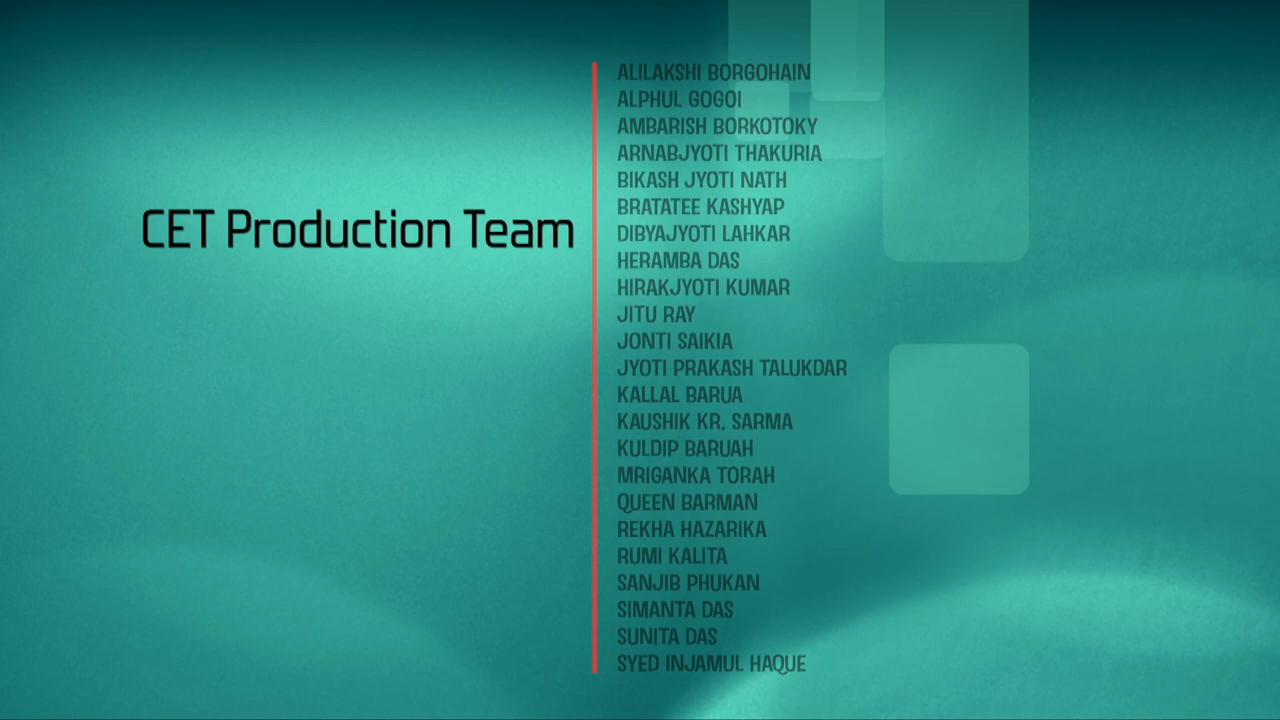 CET Production Team
ALILAKSHI BORGOHAIN
ALPHUL GOGOI
AMBARISH BORKOTOKY
ARNABJYOTI THAKURIA
BIKASH JYOTI NATH
BRATATEE KASHYAP
DIBYAJYOTI LAHKAR
HERAMBA DAS
HIRAKJYOTI KUMAR
JITU RAY
JONTI SAIKIA
JYOTI PRAKASH TALUKDAR
KALLAL BARUA
KAUSHIK KR. SARMA
KULDIP BARUAH
MRIGANKA TORAH
QUEEN BARMAN
REKHA HAZARIKA
RUMI KALITA
SANJIB PHUKAN
SIMANTA DAS
SUNITA DAS
SYED INJAMUL HAQUE